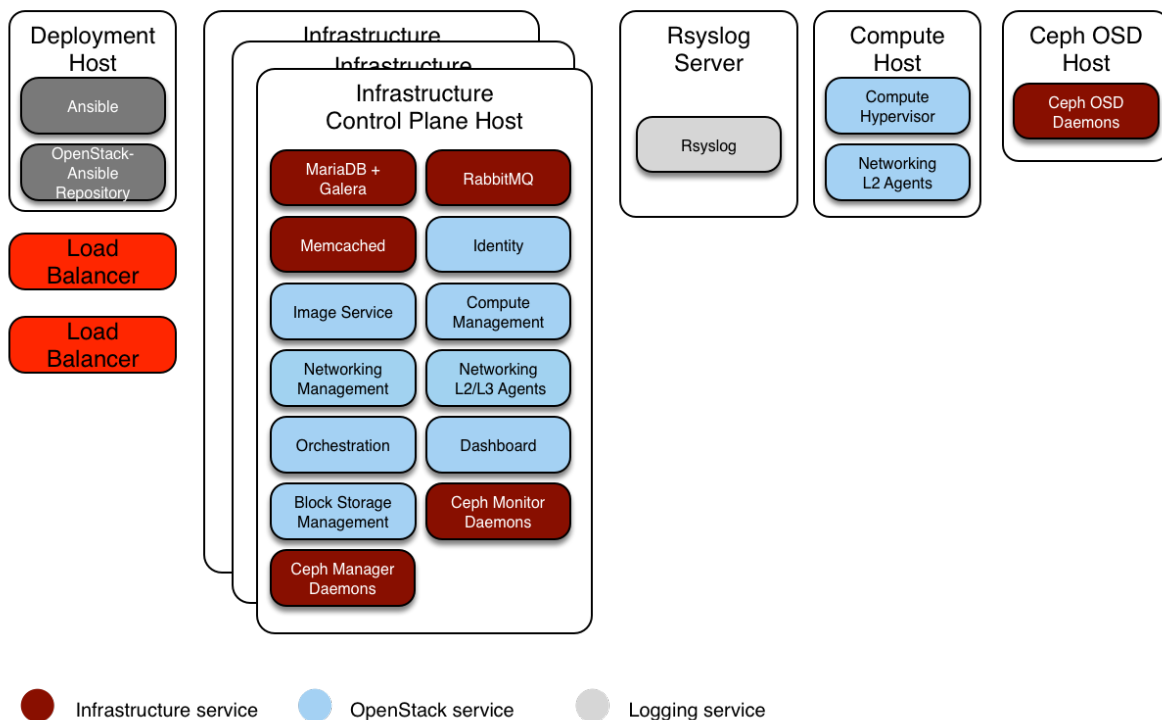 Deployment
Host
Ansible
OpenStack-
Ansible
Repository
Load
Balancer
Load
Balancer
Infrastructure
Infrastructure
Infrastructure
Control Plane Host
MariaDB +
Galera
RabbitMQ
Memcached
Identity
Image Service
Compute
Management
Networking
Management
Networking
L2/L3 Agents
Orchestration
Dashboard
Block Storage
Management
Ceph Monitor
Daemons
Ceph Manager
Daemons
Rsyslog
Server
Rsyslog
Compute
Host
Compute
Hypervisor
Networking
L2 Agents
Ceph OSD
Host
Ceph OSD
Daemons
Infrastructure service
OpenStack service
Logging service